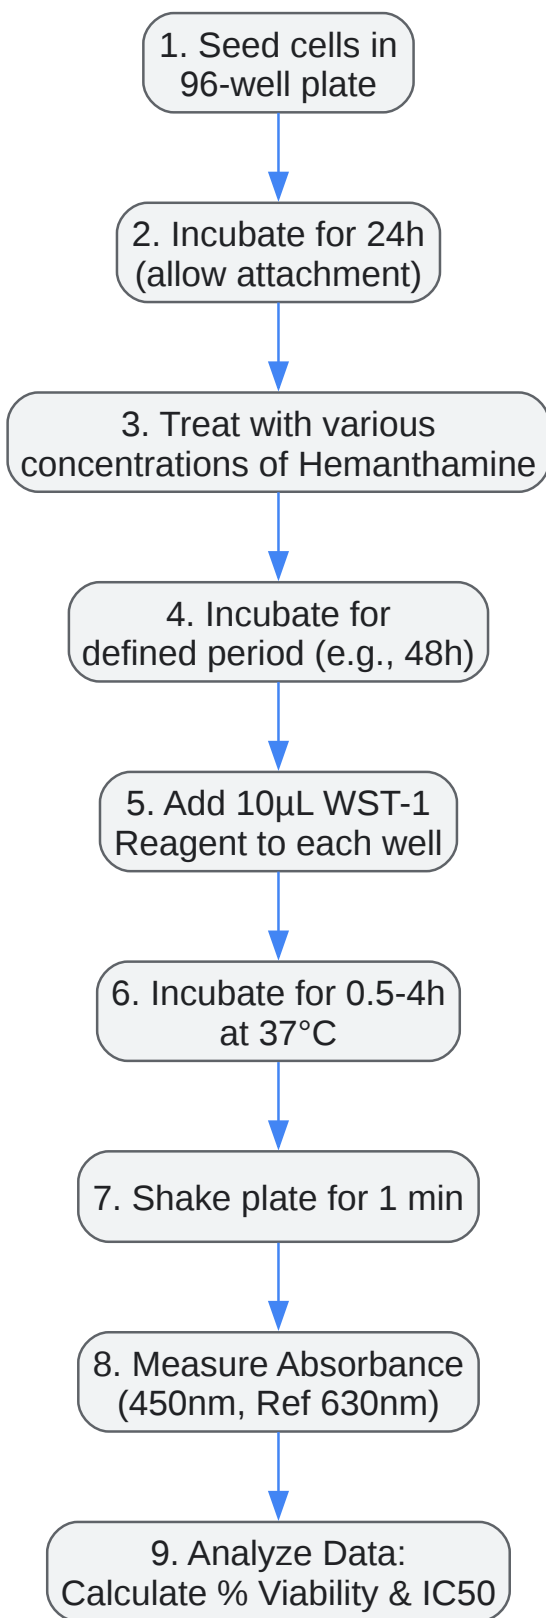 1. Seed cells in
96-well plate
2. Incubate for 24h
(allow attachment)
3. Treat with various
concentrations of Hemanthamine
4. Incubate for
defined period (e.g., 48h)
5. Add 10µL WST-1
Reagent to each well
6. Incubate for 0.5-4h
at 37°C
7. Shake plate for 1 min
8. Measure Absorbance
(450nm, Ref 630nm)
9. Analyze Data:
Calculate % Viability & IC50